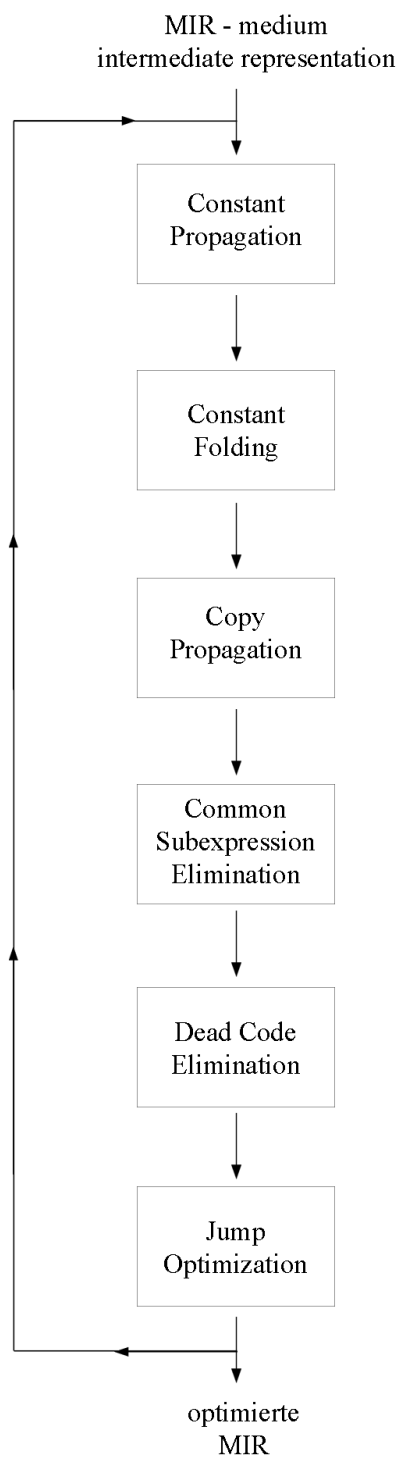 MIR - medium
intermediate representation
Constant
Propagation
Constant
Folding
Copy
Propagation
Common
Subexpression
Elimination
Dead Code
Elimination
Jump
Optimization
optimierte
MIR